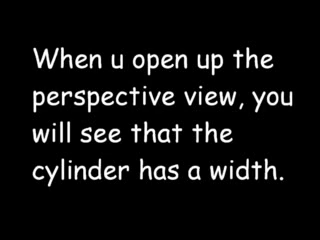 When u open up the
perspective view, you
will see that the
cylinder has a width.